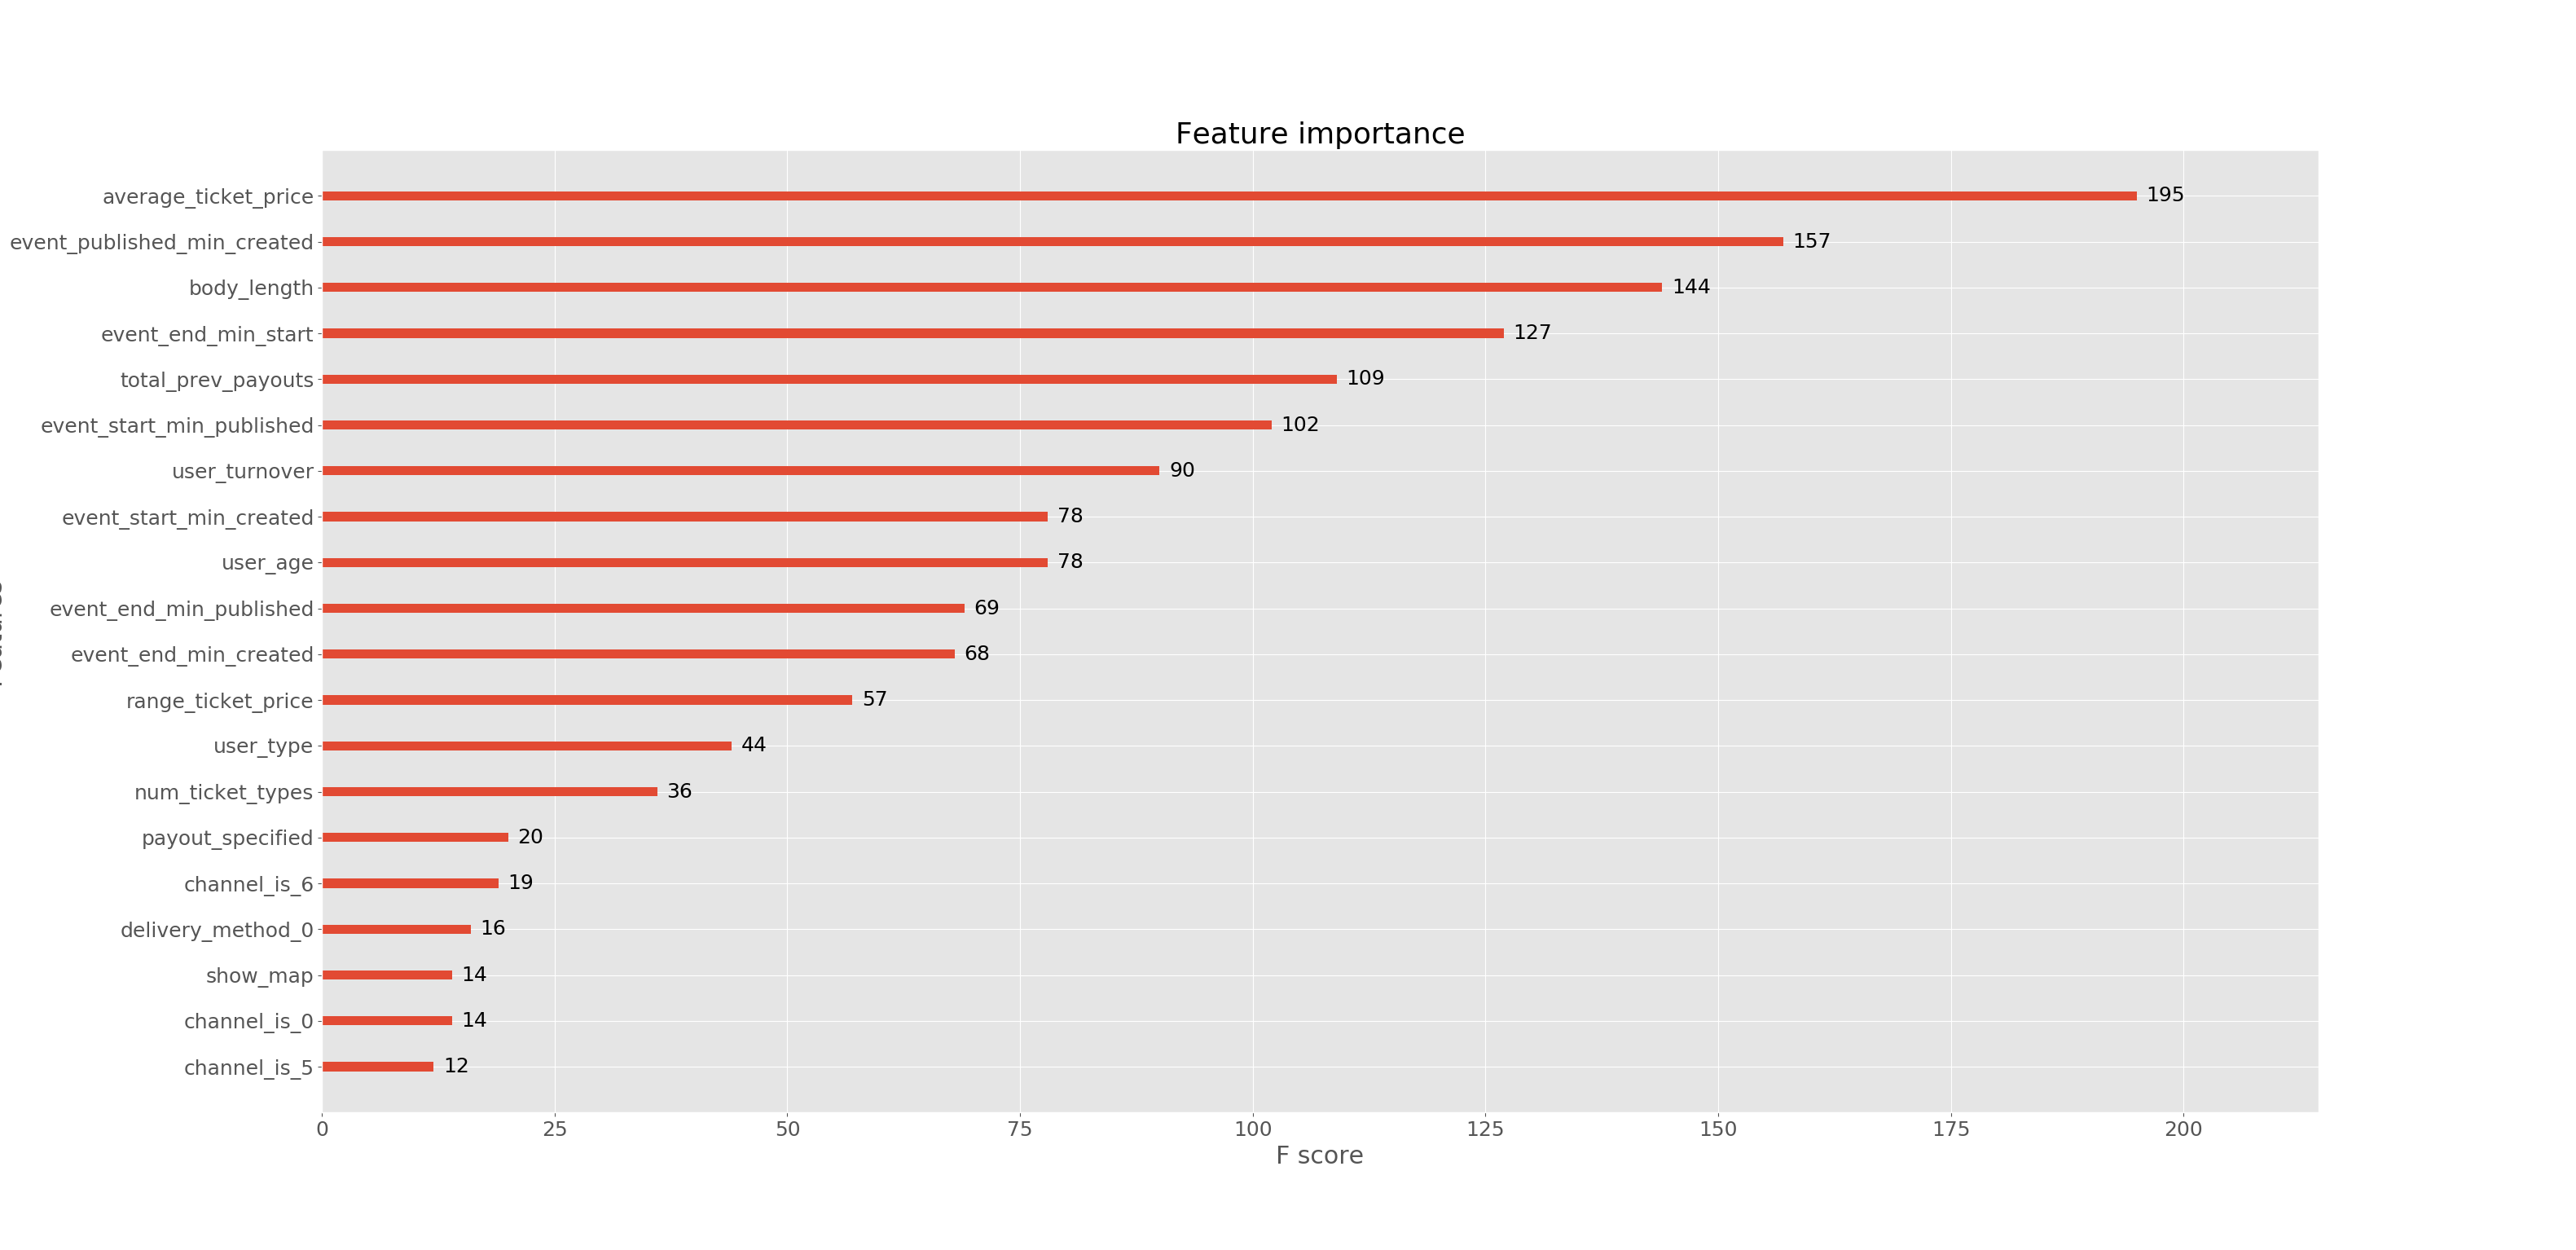 Feature importance
average_ticket_price 195
event_published_min_created 157
body_length 144
event_end_min_start 127
total_prev_payouts 109
event_start_min_published 102
user_turnover 90
event_start_min_created 78
user_age 78
event_end_min_published 69
event_end_min_created 68
range_ticket_price 57
user_type 44
num_ticket_types 36
payout_specified 20
channel_is_6 19
delivery_method_0 16
show_map 14
channel_is_0 14
channel_is_5 12
0 25 50 75 100 125 150 175 200
F score